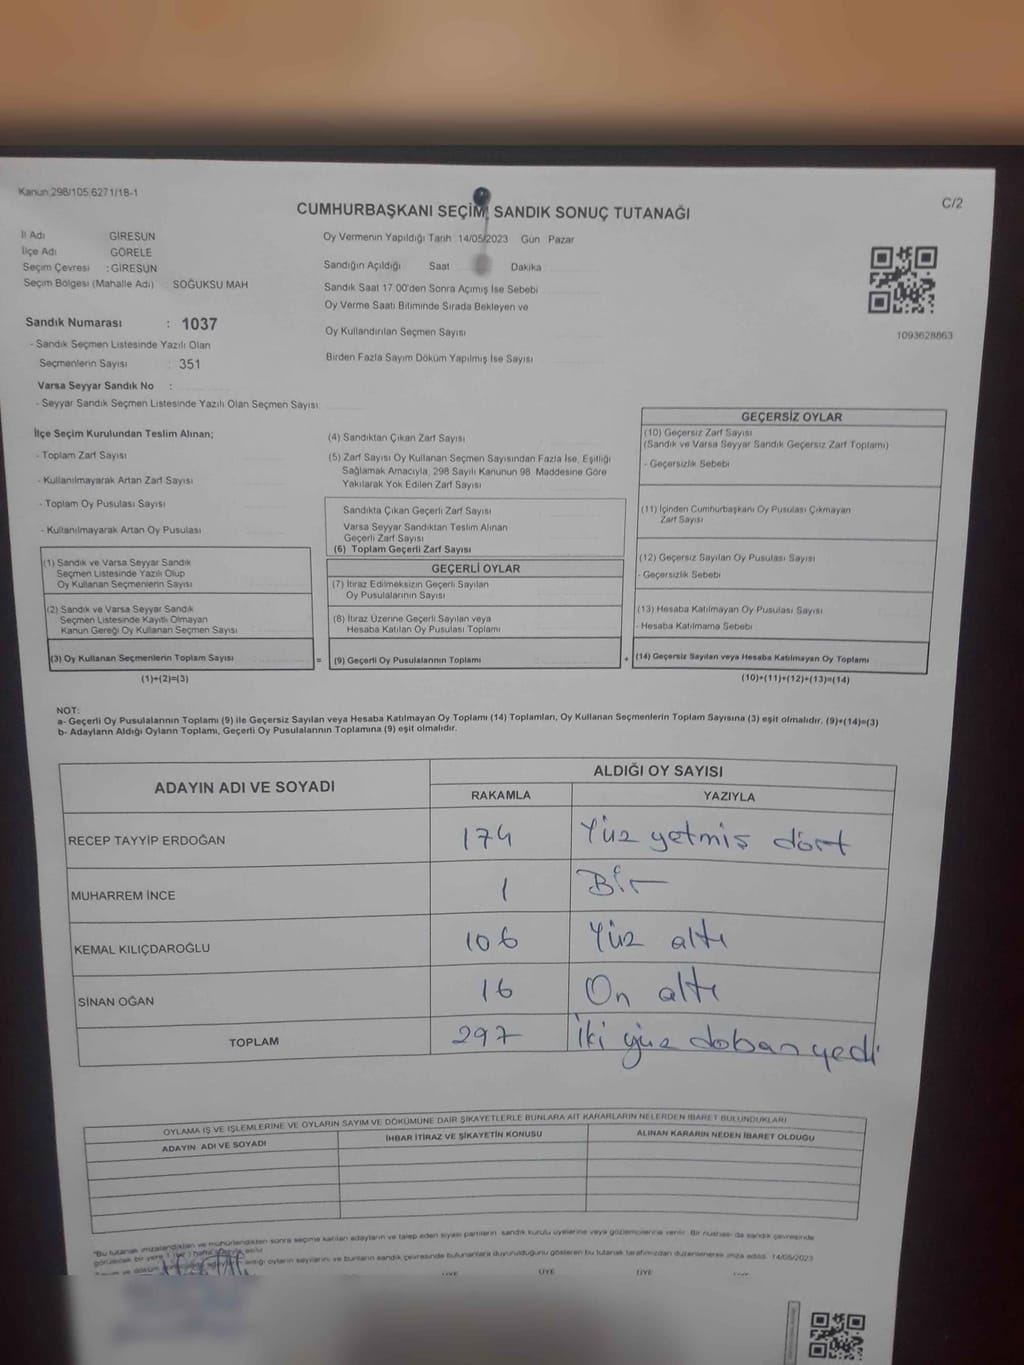 Kanun 298/105 6271/18-1
C/2
CUMHURBAŞKANI SEÇİM SANDIK SONUÇ TUTANAĞI
İl Adı GİRESUN
İlçe Adı GÖRELE
Seçim Çevresi : GİRESUN
Seçim Bölgesi (Mahalle Adı) SOĞUKSU MAH
Sandık Numarası : 1037
- Sandık Seçmen Listesinde Yazılı Olan
Seçmenlerin Sayısı : 351
Varsa Seyyar Sandık No :
- Seyyar Sandık Seçmen Listesinde Yazılı Olan Seçmen Sayısı
Oy Vermenin Yapıldığı Tarih 14/05/2023 Gün Pazar
Sandığın Açıldığı Saat Dakika
Sandık Saat 17.00'den Sonra Açımış İse Sebebi
Oy Verme Saati Bitiminde Sırada Bekleyen ve
Oy Kullandırılan Seçmen Sayısı
Birden Fazla Sayım Döküm Yapılmış İse Sayısı
1093628863
İlçe Seçim Kurulundan Teslim Alınan;
- Toplam Zarf Sayısı
- Kullanılmayarak Artan Zarf Sayısı
- Toplam Oy Pusulası Sayısı
- Kullanılmayarak Artan Oy Pusulası
(1) Sandık ve Varsa Seyyar Sandık
Seçmen Listesinde Yazılı Olup
Oy Kullanan Seçmenlerin Sayısı
(2) Sandık ve Varsa Seyyar Sandık
Seçmen Listesinde Kayıtlı Olmayan
Kanun Gereği Oy Kullanan Seçmen Sayısı
(3) Oy Kullanan Seçmenlerin Toplam Sayısı
(1)+(2)=(3)
(4) Sandıktan Çıkan Zarf Sayısı
(5) Zarf Sayısı Oy Kullanan Seçmen Sayısından Fazla İse, Eşitliği
Sağlamak Amacıyla, 298 Sayılı Kanunun 98. Maddesine Göre
Yakılarak Yok Edilen Zarf Sayısı
Sandıkta Çıkan Geçerli Zarf Sayısı
Varsa Seyyar Sandıktan Teslim Alınan
Geçerli Zarf Sayısı
(6) Toplam Geçerli Zarf Sayısı
GEÇERLİ OYLAR
(7) İtiraz Edilmeksizin Geçerli Sayılan
Oy Pusulalarının Sayısı
(8) İtiraz Üzerine Geçerli Sayılan veya
Hesaba Katılan Oy Pusulası Toplamı
= (9) Geçerli Oy Pusulalarının Toplamı
GEÇERSİZ OYLAR
(10) Geçersiz Zarf Sayısı
(Sandık ve Varsa Seyyar Sandık Geçersiz Zarf Toplamı)
- Geçersizlik Sebebi
(11) İçinden Cumhurbaşkanı Oy Pusulası Çıkmayan
Zarf Sayısı
(12) Geçersiz Sayılan Oy Pusulası Sayısı
- Geçersizlik Sebebi
(13) Hesaba Katılmayan Oy Pusulası Sayısı
- Hesaba Katılmama Sebebi
+ (14) Geçersiz Sayılan veya Hesaba Katılmayan Oy Toplamı
(10)+(11)+(12)+(13)=(14)
NOT:
a- Geçerli Oy Pusulalarının Toplamı (9) ile Geçersiz Sayılan veya Hesaba Katılmayan Oy Toplamı (14) Toplamları, Oy Kullanan Seçmenlerin Toplam Sayısına (3) eşit olmalıdır. (9)+(14)=(3)
b- Adayların Aldığı Oyların Toplamı, Geçerli Oy Pusulalarının Toplamına (9) eşit olmalıdır.
ADAYIN ADI VE SOYADI
ALDIĞI OY SAYISI
RAKAMLA YAZIYLA
RECEP TAYYİP ERDOĞAN 174 Yüz yetmiş dört
MUHARREM İNCE 1 Bir
KEMAL KILIÇDAROĞLU 106 Yüz altı
SİNAN OĞAN 16 On altı
TOPLAM 297 İki yüz doban yedi
OYLAMA İŞ VE İŞLEMLERİNE VE OYLARIN SAYIM VE DÖKÜMÜNE DAİR ŞİKAYETLERLE BUNLARA AİT KARARLARIN NELERDEN İBARET BULUNDUKLARI
ADAYIN ADI VE SOYADI İHBAR İTİRAZ VE ŞİKAYETİN KONUSU ALINAN KARARIN NEDEN İBARET OLDUĞU
"Bu tutanak imzalandıktan ve mühürlendikten sonra seçime katılan adayların ve talep eden siyasi partilerin sandık kurulu üyelerine veya gözlemcilerine verilir. Bir nüshası da sandık çevresinde
görülecek bir yere 1 (bir) hafta
aldığı oyların sayılarını ve bunların sandık çevresinde bulunanlara duyurulduğunu gösteren bu tutanak tarafımızdan düzenlenerek imza edildi. 14/05/2023
ÜYE ÜYE ÜYE